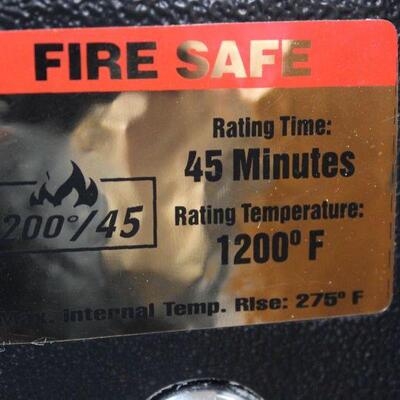 FIRE SAFE
Rating Time:
45 Minutes
Rating Temperature:
1200° F
200°/45
Internal Temp. Rise: 275° F